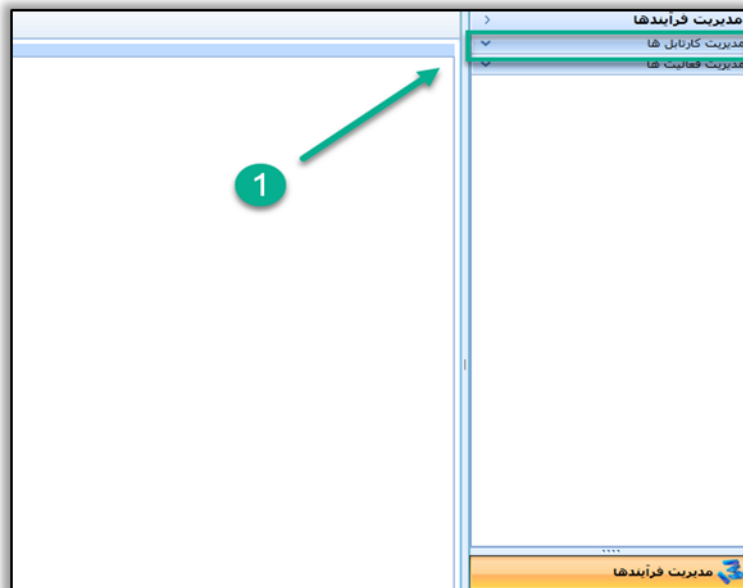 مدیریت فرآیندها
مدیریت کارتابل ها
مدیریت فعالیت ها
1
مدیریت فرآیندها